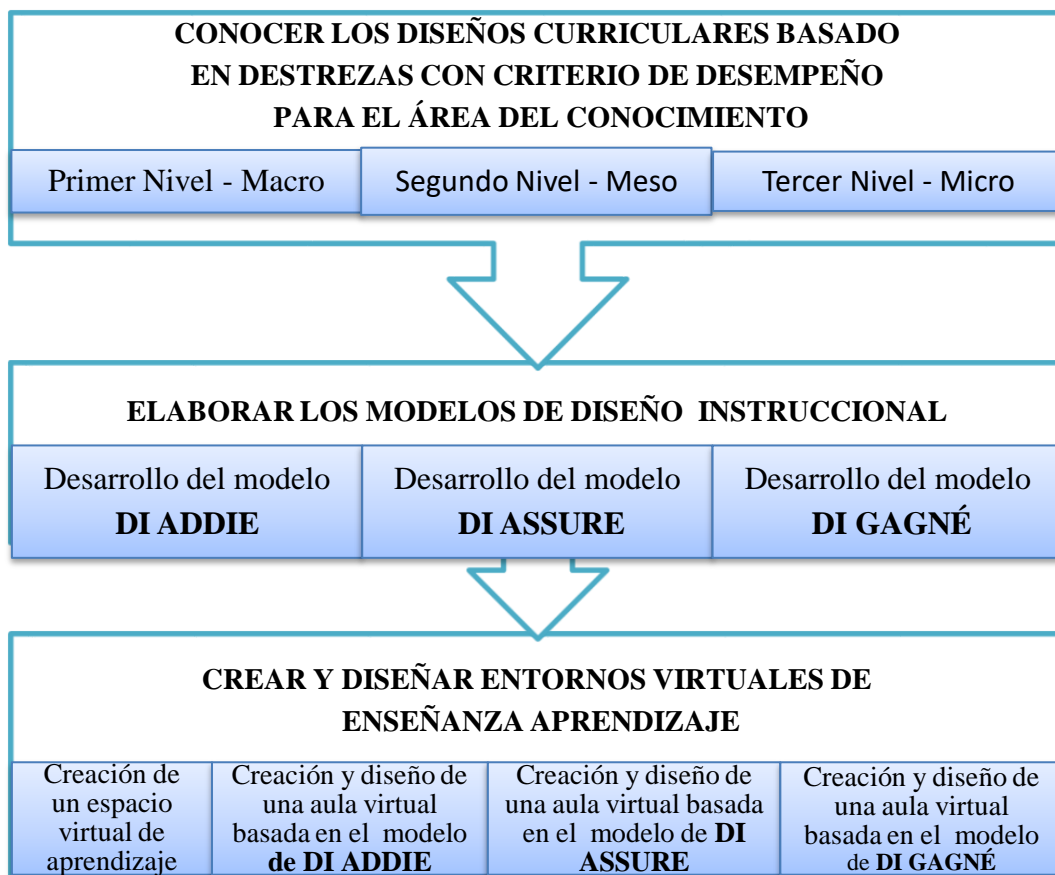 CONOCER LOS DISEÑOS CURRICULARES BASADO
EN DESTREZAS CON CRITERIO DE DESEMPEÑO
PARA EL ÁREA DEL CONOCIMIENTO
Primer Nivel - Macro
Segundo Nivel - Meso
Tercer Nivel - Micro
ELABORAR LOS MODELOS DE DISEÑO INSTRUCCIONAL
Desarrollo del modelo
DI ADDIE
Desarrollo del modelo
DI ASSURE
Desarrollo del modelo
DI GAGNÉ
CREAR Y DISEÑAR ENTORNOS VIRTUALES DE
ENSEÑANZA APRENDIZAJE
Creación de
un espacio
virtual de
aprendizaje
Creación y diseño de
una aula virtual
basada en el modelo
de DI ADDIE
Creación y diseño de
una aula virtual basada
en el modelo de DI
ASSURE
Creación y diseño de
una aula virtual
basada en el modelo
de DI GAGNÉ